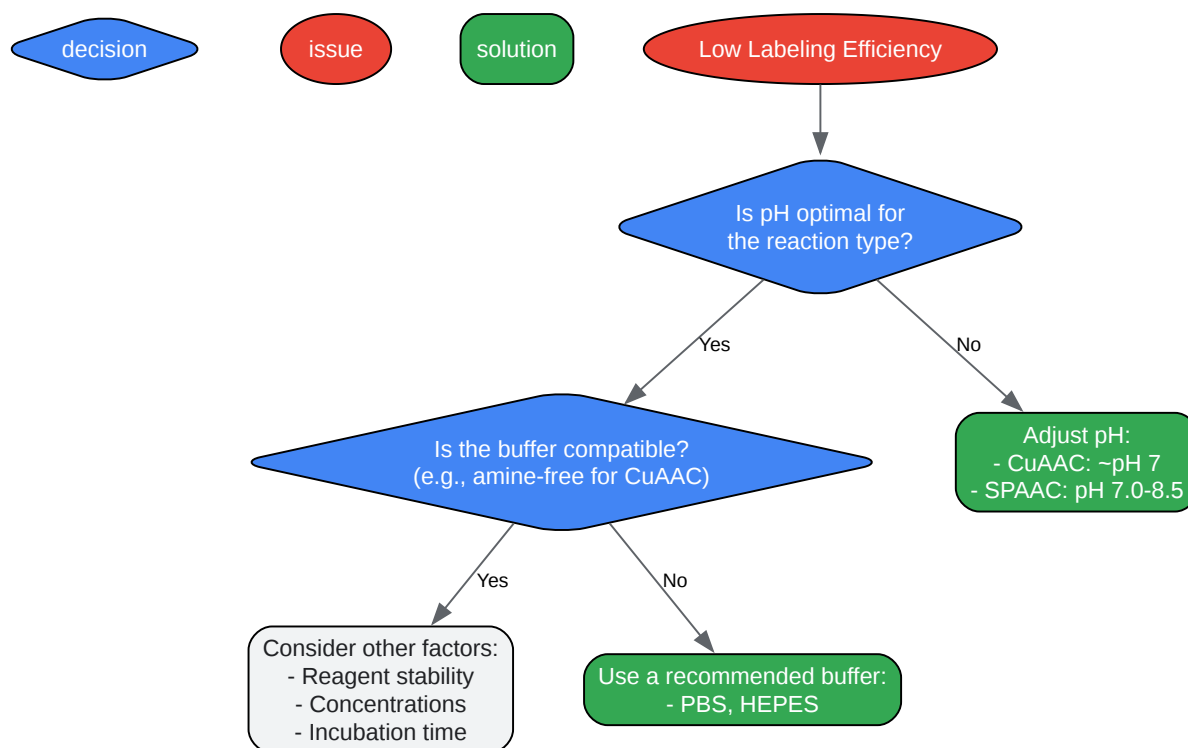 decision
issue
solution
Low Labeling Efficiency
Is pH optimal for
the reaction type?
Yes
No
Is the buffer compatible?
(e.g., amine-free for CuAAC)
Adjust pH:
- CuAAC: ~pH 7
- SPAAC: pH 7.0-8.5
Yes
No
Consider other factors:
- Reagent stability
- Concentrations
- Incubation time
Use a recommended buffer:
- PBS, HEPES